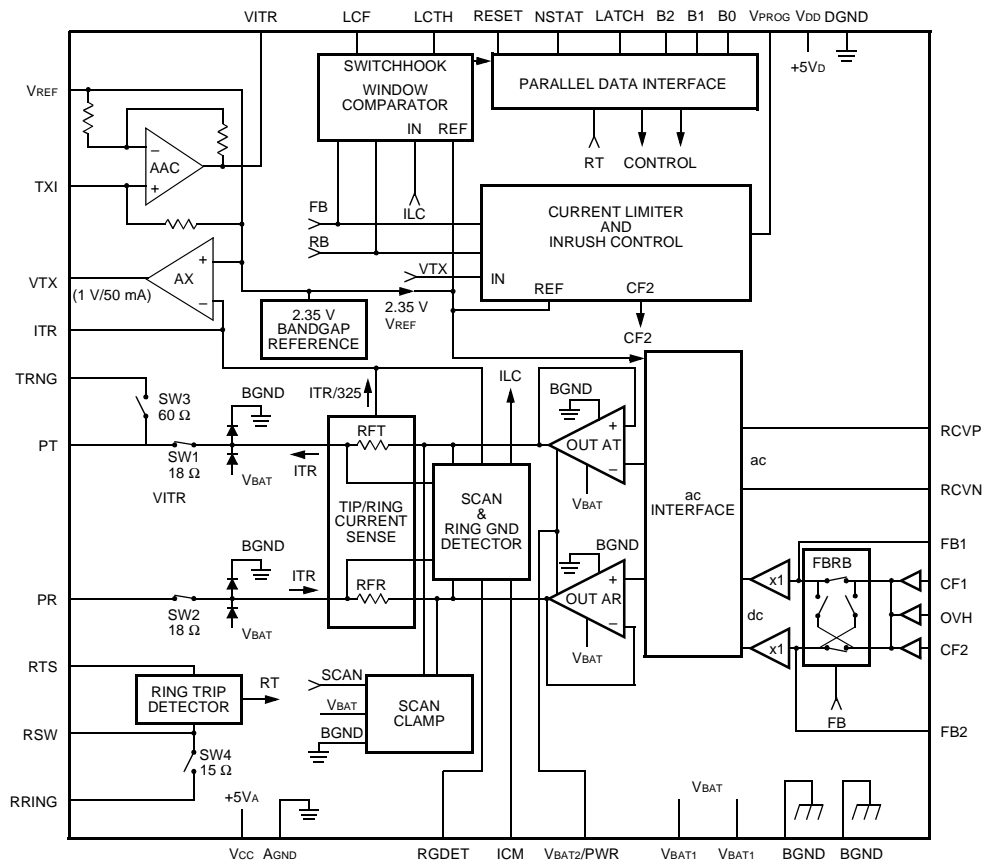 VITR LCF LCTH RESET NSTAT LATCH B2 B1 B0 VPROG VDD DGND
+5VD
VREF
SWITCHHOOK
WINDOW
COMPARATOR
IN REF
PARALLEL DATA INTERFACE
RT CONTROL
AAC
−
+
TXI
FB
RB
ILC
CURRENT LIMITER
AND
INRUSH CONTROL
VTX
IN
REF CF2
CF2
VTX
AX
+
−
(1 V/50 mA)
2.35 V
VREF
2.35 V
BANDGAP
REFERENCE
ITR
TRNG
SW3
60 Ω
BGND
ITR/325
ILC
BGND
PT
SW1
18 Ω
VBAT
ITR
RFT
OUT AT
+
−
VBAT
VITR
TIP/RING
CURRENT
SENSE
SCAN
&
RING GND
DETECTOR
ac
INTERFACE
ac
RCVP
RCVN
BGND
ITR
BGND
PR
SW2
18 Ω
VBAT
RFR
OUT AR
+
−
VBAT
dc
x1
x1
FBRB
FB
FB1
CF1
OVH
CF2
FB2
RTS
RING TRIP
DETECTOR
RT
RSW
SW4
15 Ω
RRING
SCAN
VBAT
BGND
SCAN
CLAMP
+5VA
VBAT
VCC AGND RGDET ICM VBAT2/PWR VBAT1 VBAT1 BGND BGND